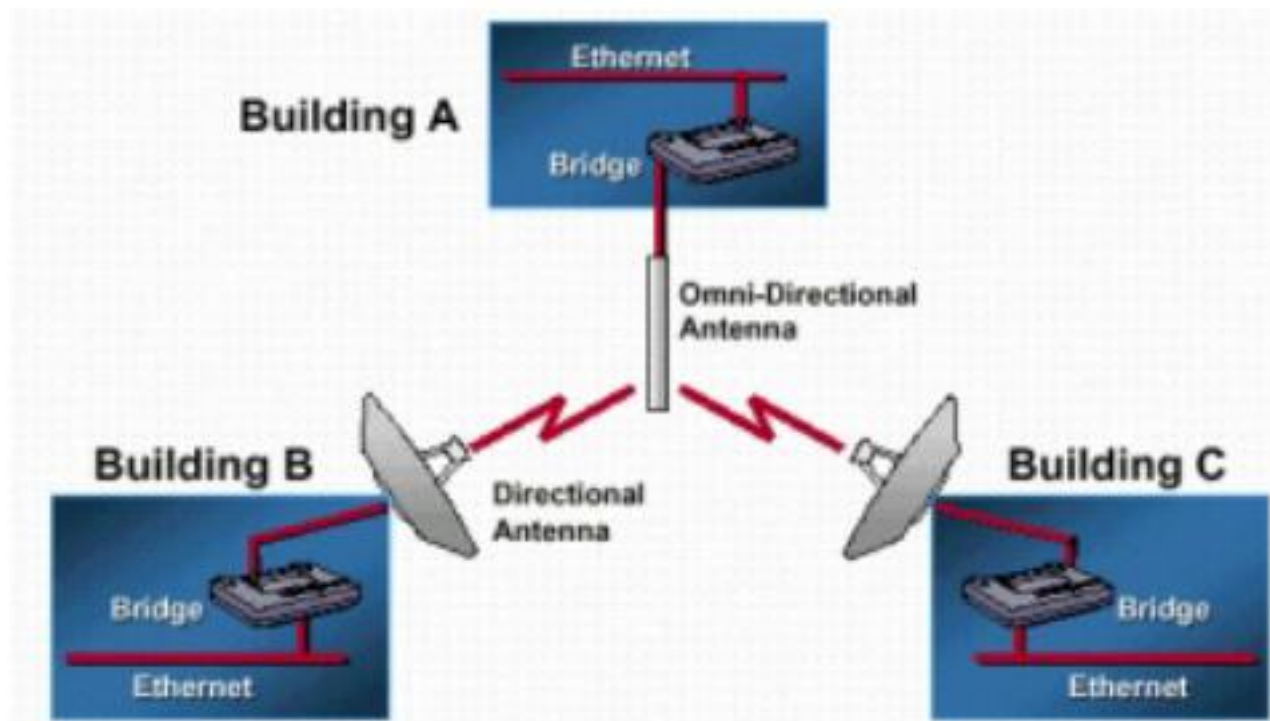 Ethernet
Building A
Bridge
Omni-Directional
Antenna
Building B
Directional
Antenna
Building C
Bridge
Ethernet
Bridge
Ethernet